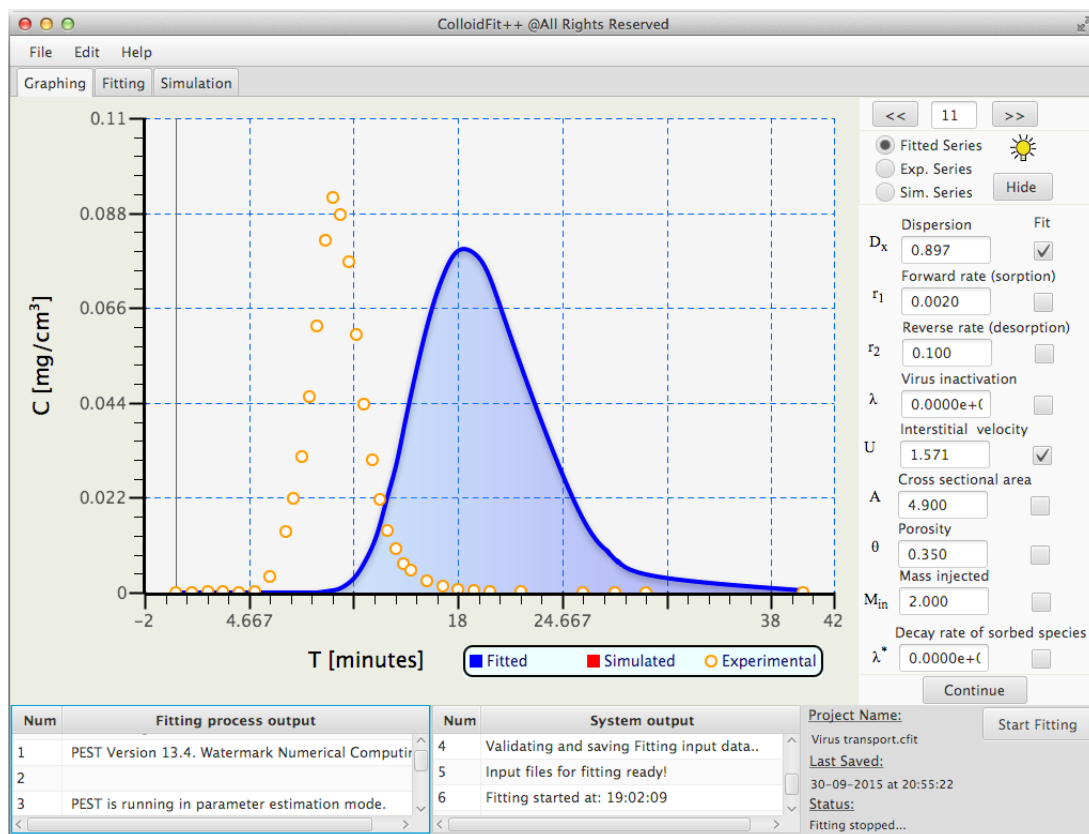 ColloidFit++ @All Rights Reserved
File Edit Help
Graphing Fitting Simulation
0.11
0.088
0.066
0.044
0.022
0
C [mg/cm³]
-2 4.667 18 24.667 38 42
T [minutes]
Fitted Simulated Experimental
<< 11 >>
Fitted Series
Exp. Series
Sim. Series
Hide
Dispersion Fit
Dx 0.897
Forward rate (sorption)
r1 0.0020
Reverse rate (desorption)
r2 0.100
Virus inactivation
λ 0.0000e+(
Interstitial velocity
U 1.571
Cross sectional area
A 4.900
Porosity
θ 0.350
Mass injected
Min 2.000
Decay rate of sorbed species
λ* 0.0000e+(
Continue
Num Fitting process output
1 PEST Version 13.4. Watermark Numerical Computin
2
3 PEST is running in parameter estimation mode.
Num System output
4 Validating and saving Fitting input data..
5 Input files for fitting ready!
6 Fitting started at: 19:02:09
Project Name:
Virus transport.cfit
Last Saved:
30-09-2015 at 20:55:22
Status:
Fitting stopped...
Start Fitting